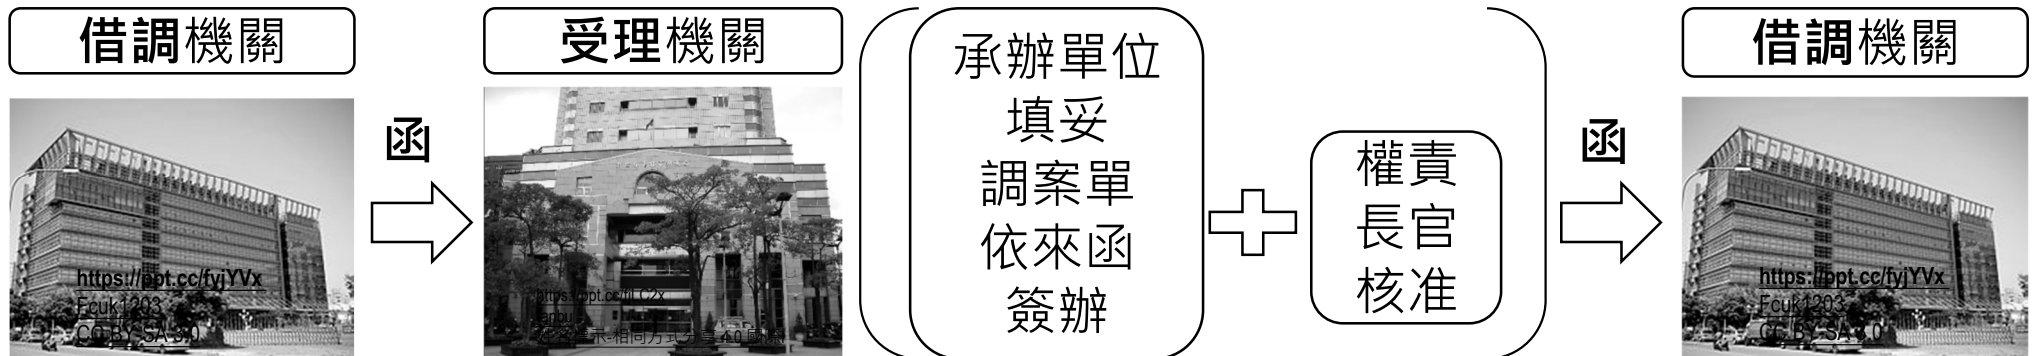 借調機關
https://ppt.cc/fyjYVx
Fcuk1203
CC BY-SA 3.0
函
受理機關
承辦單位
填妥
調案單
依來函
簽辦
權責
長官
核准
函
借調機關
https://ppt.cc/fyjYVx
Fcuk1203
CC BY-SA 3.0